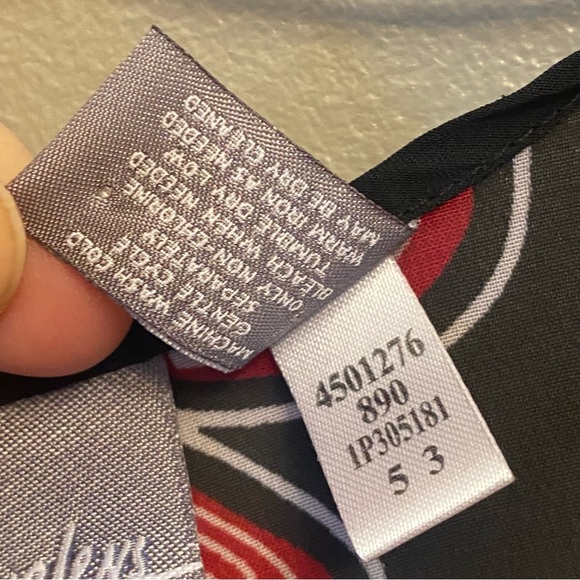 MACHINE WASH COLD
GENTLE CYCLE
SEPARATELY
ONLY NON-CHLORINE
BLEACH WHEN NEEDED
TUMBLE DRY LOW
WARM IRON AS NEEDED
MAY BE DRY CLEANED
4501276
890
1P305181
5 3